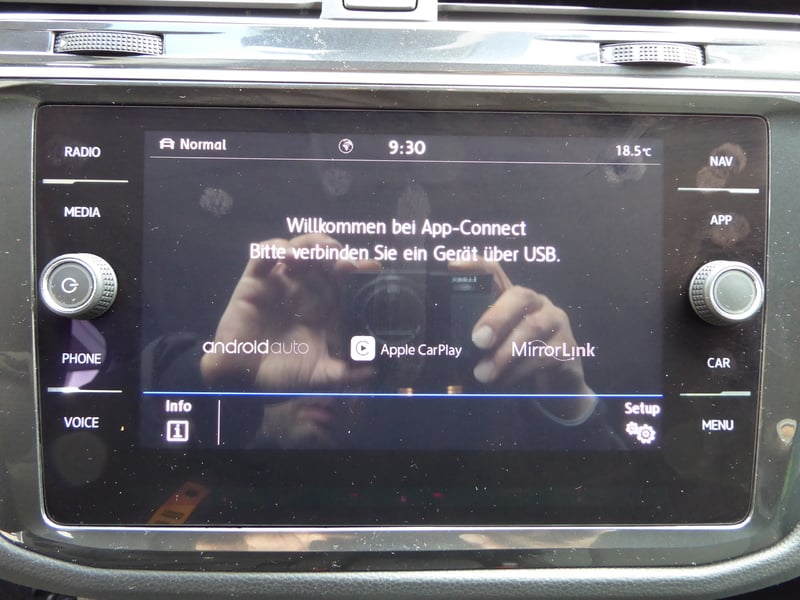 RADIO
MEDIA
PHONE
VOICE
Normal
9:30
18.5°C
Willkommen bei App-Connect
Bitte verbinden Sie ein Gerät über USB.
androidauto
Apple CarPlay
MirrorLink
Info
Setup
NAV
APP
CAR
MENU